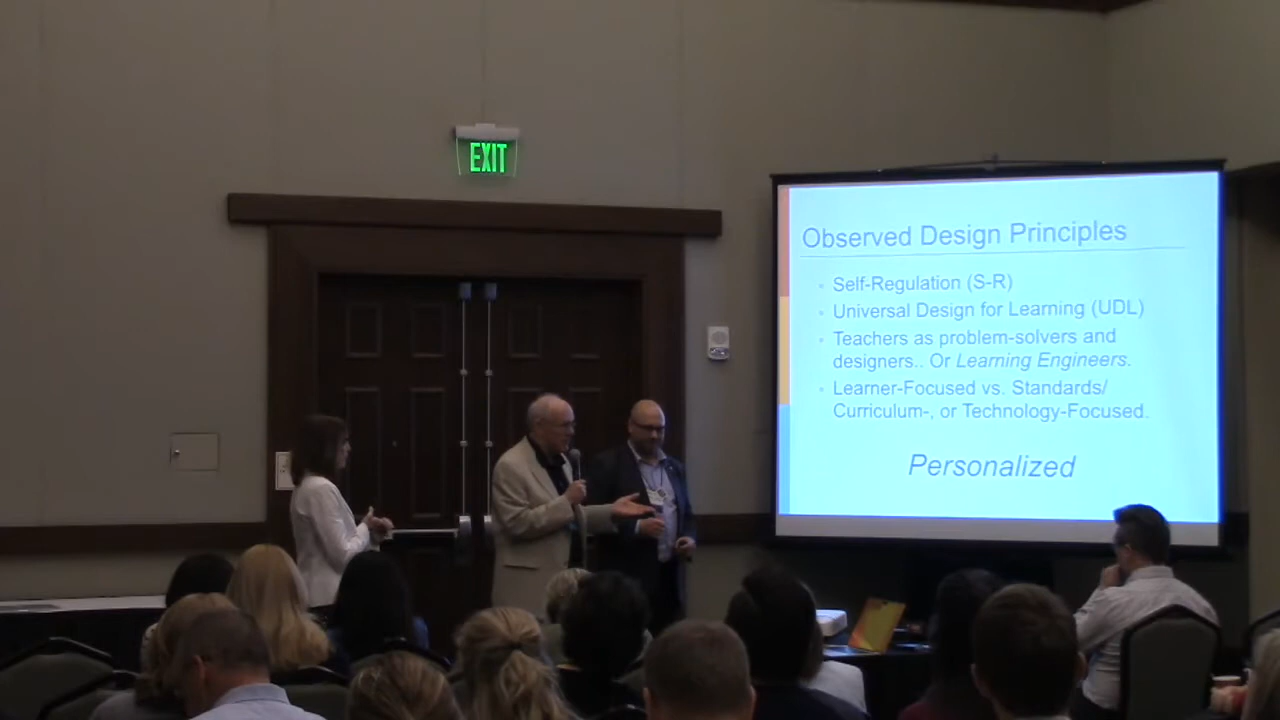 EXIT
Observed Design Principles
Self-Regulation (S-R)
Universal Design for Learning (UDL)
Teachers as problem-solvers and
designers.. Or Learning Engineers.
Learner-Focused vs. Standards/
Curriculum-, or Technology-Focused.
Personalized